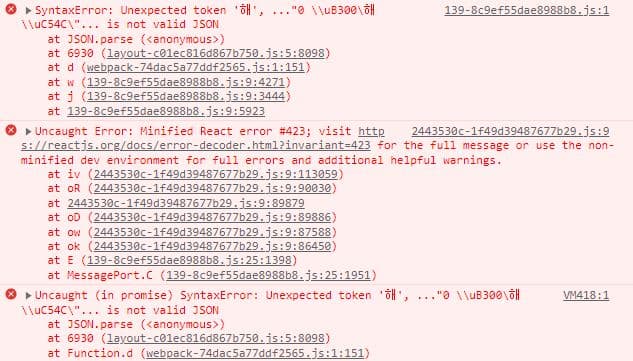 ▶SyntaxError: Unexpected token '해', ..."0 \\uB300\해 139-8c9ef55dae8988b8.js:1
\\uC54C\"... is not valid JSON
at JSON.parse (<anonymous>)
at 6930 (layout-c01ec816d867b750.js:5:8098)
at d (webpack-74dac5a77ddf2565.js:1:151)
at w (139-8c9ef55dae8988b8.js:9:4271)
at j (139-8c9ef55dae8988b8.js:9:3444)
at 139-8c9ef55dae8988b8.js:9:5923
▶Uncaught Error: Minified React error #423; visit http 2443530c-1f49d39487677b29.js:9
s://reactjs.org/docs/error-decoder.html?invariant=423 for the full message or use the non-
minified dev environment for full errors and additional helpful warnings.
at iv (2443530c-1f49d39487677b29.js:9:113059)
at oR (2443530c-1f49d39487677b29.js:9:90030)
at 2443530c-1f49d39487677b29.js:9:89879
at oD (2443530c-1f49d39487677b29.js:9:89886)
at ow (2443530c-1f49d39487677b29.js:9:87588)
at ok (2443530c-1f49d39487677b29.js:9:86450)
at E (139-8c9ef55dae8988b8.js:25:1398)
at MessagePort.C (139-8c9ef55dae8988b8.js:25:1951)
▶Uncaught (in promise) SyntaxError: Unexpected token '해', ..."0 \\uB300\해 VM418:1
\\uC54C\"... is not valid JSON
at JSON.parse (<anonymous>)
at 6930 (layout-c01ec816d867b750.js:5:8098)
at Function.d (webpack-74dac5a77ddf2565.js:1:151)